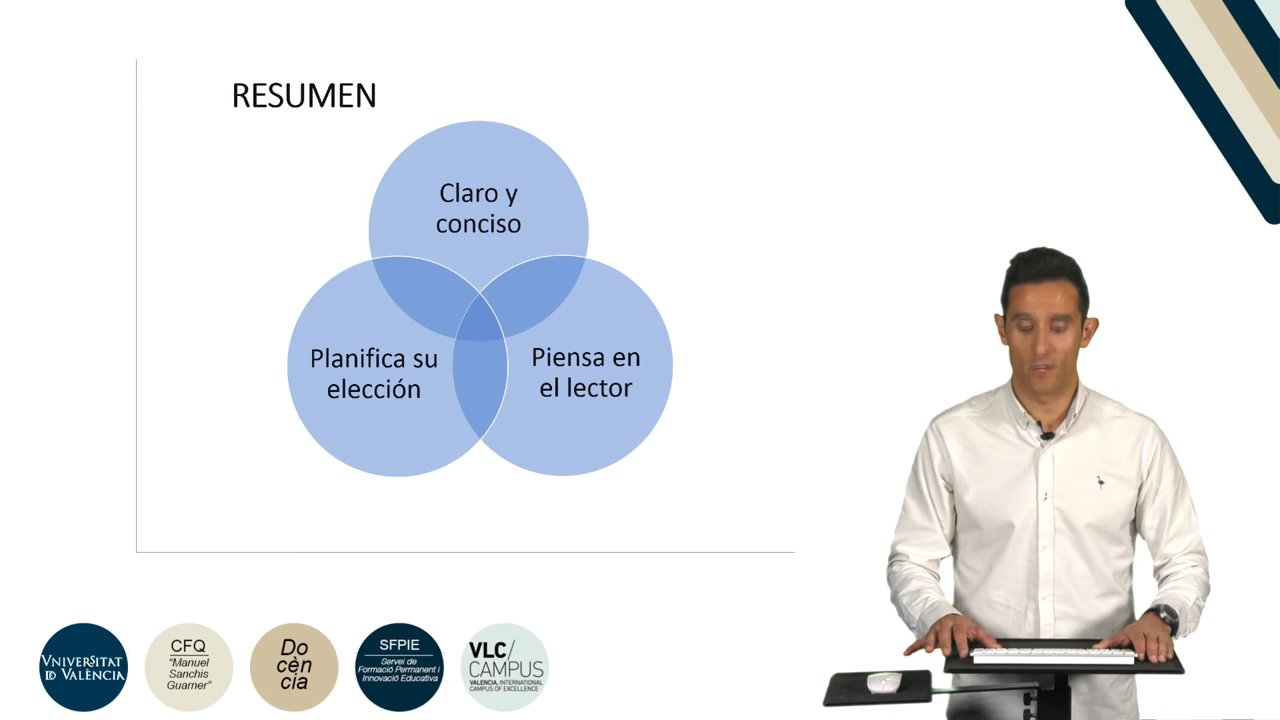 RESUMEN
Claro y
conciso
Planifica su
elección
Piensa en
el lector
VNIVERSITAT
ID VALÈNCIA
CFQ
"Manuel
Sanchis
Guarner"
Do
cèn
cia
SFPIE
Servei de
Formació Permanent i
Innovació Educativa
VLC/
CAMPUS
VALENCIA, INTERNATIONAL
CAMPUS OF EXCELLENCE